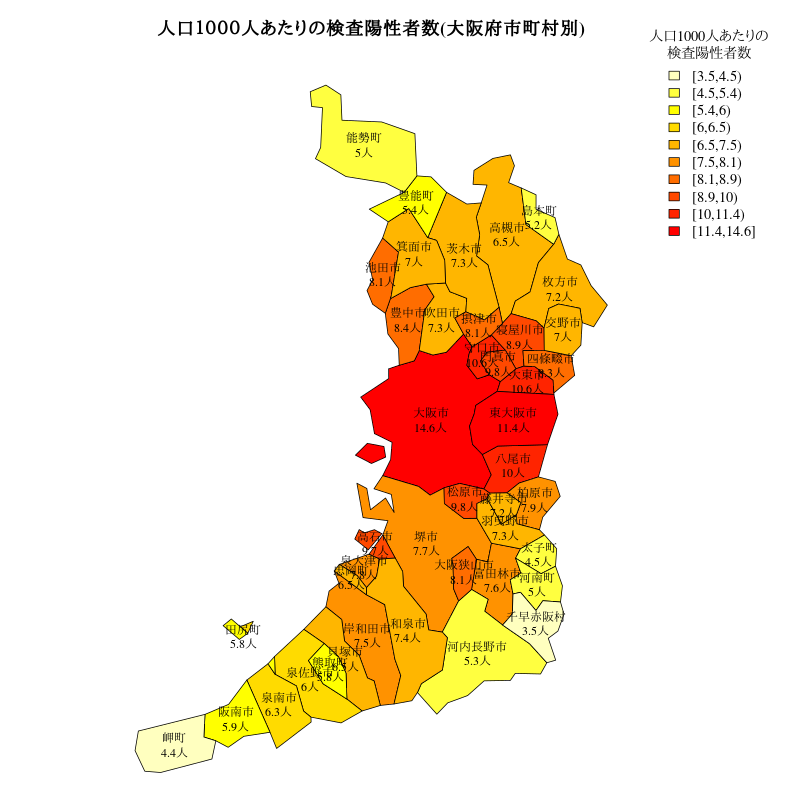 人口1000人あたりの検査陽性者数(大阪府市町村別)
人口1000人あたりの
検査陽性者数
[3.5,4.5)
[4.5,5.4)
[5.4,6)
[6,6.5)
[6.5,7.5)
[7.5,8.1)
[8.1,8.9)
[8.9,10)
[10,11.4)
[11.4,14.6]
能勢町
5人
豊能町
5.4人
島本町
5.2人
高槻市
6.5人
茨木市
7.3人
箕面市
7人
池田市
8.1人
枚方市
7.2人
豊中市
8.4人
吹田市
7.3人
摂津市
8.1人
交野市
7人
寝屋川市
8.9人
守口市
10.6人
門真市
9.8人
四條畷市
8.3人
大東市
10.6人
大阪市
14.6人
東大阪市
11.4人
八尾市
10人
松原市
9.8人
柏原市
7.9人
藤井寺市
7.2人
羽曳野市
7.3人
高石市
9.7人
堺市
7.7人
太子町
4.5人
泉大津市
7.8人
忠岡町
6.5人
大阪狭山市
8.1人
富田林市
7.6人
河南町
5人
千早赤阪村
3.5人
和泉市
7.4人
岸和田市
7.5人
田尻町
5.8人
河内長野市
5.3人
貝塚市
6.5人
熊取町
5.8人
泉佐野市
6人
泉南市
6.3人
阪南市
5.9人
岬町
4.4人